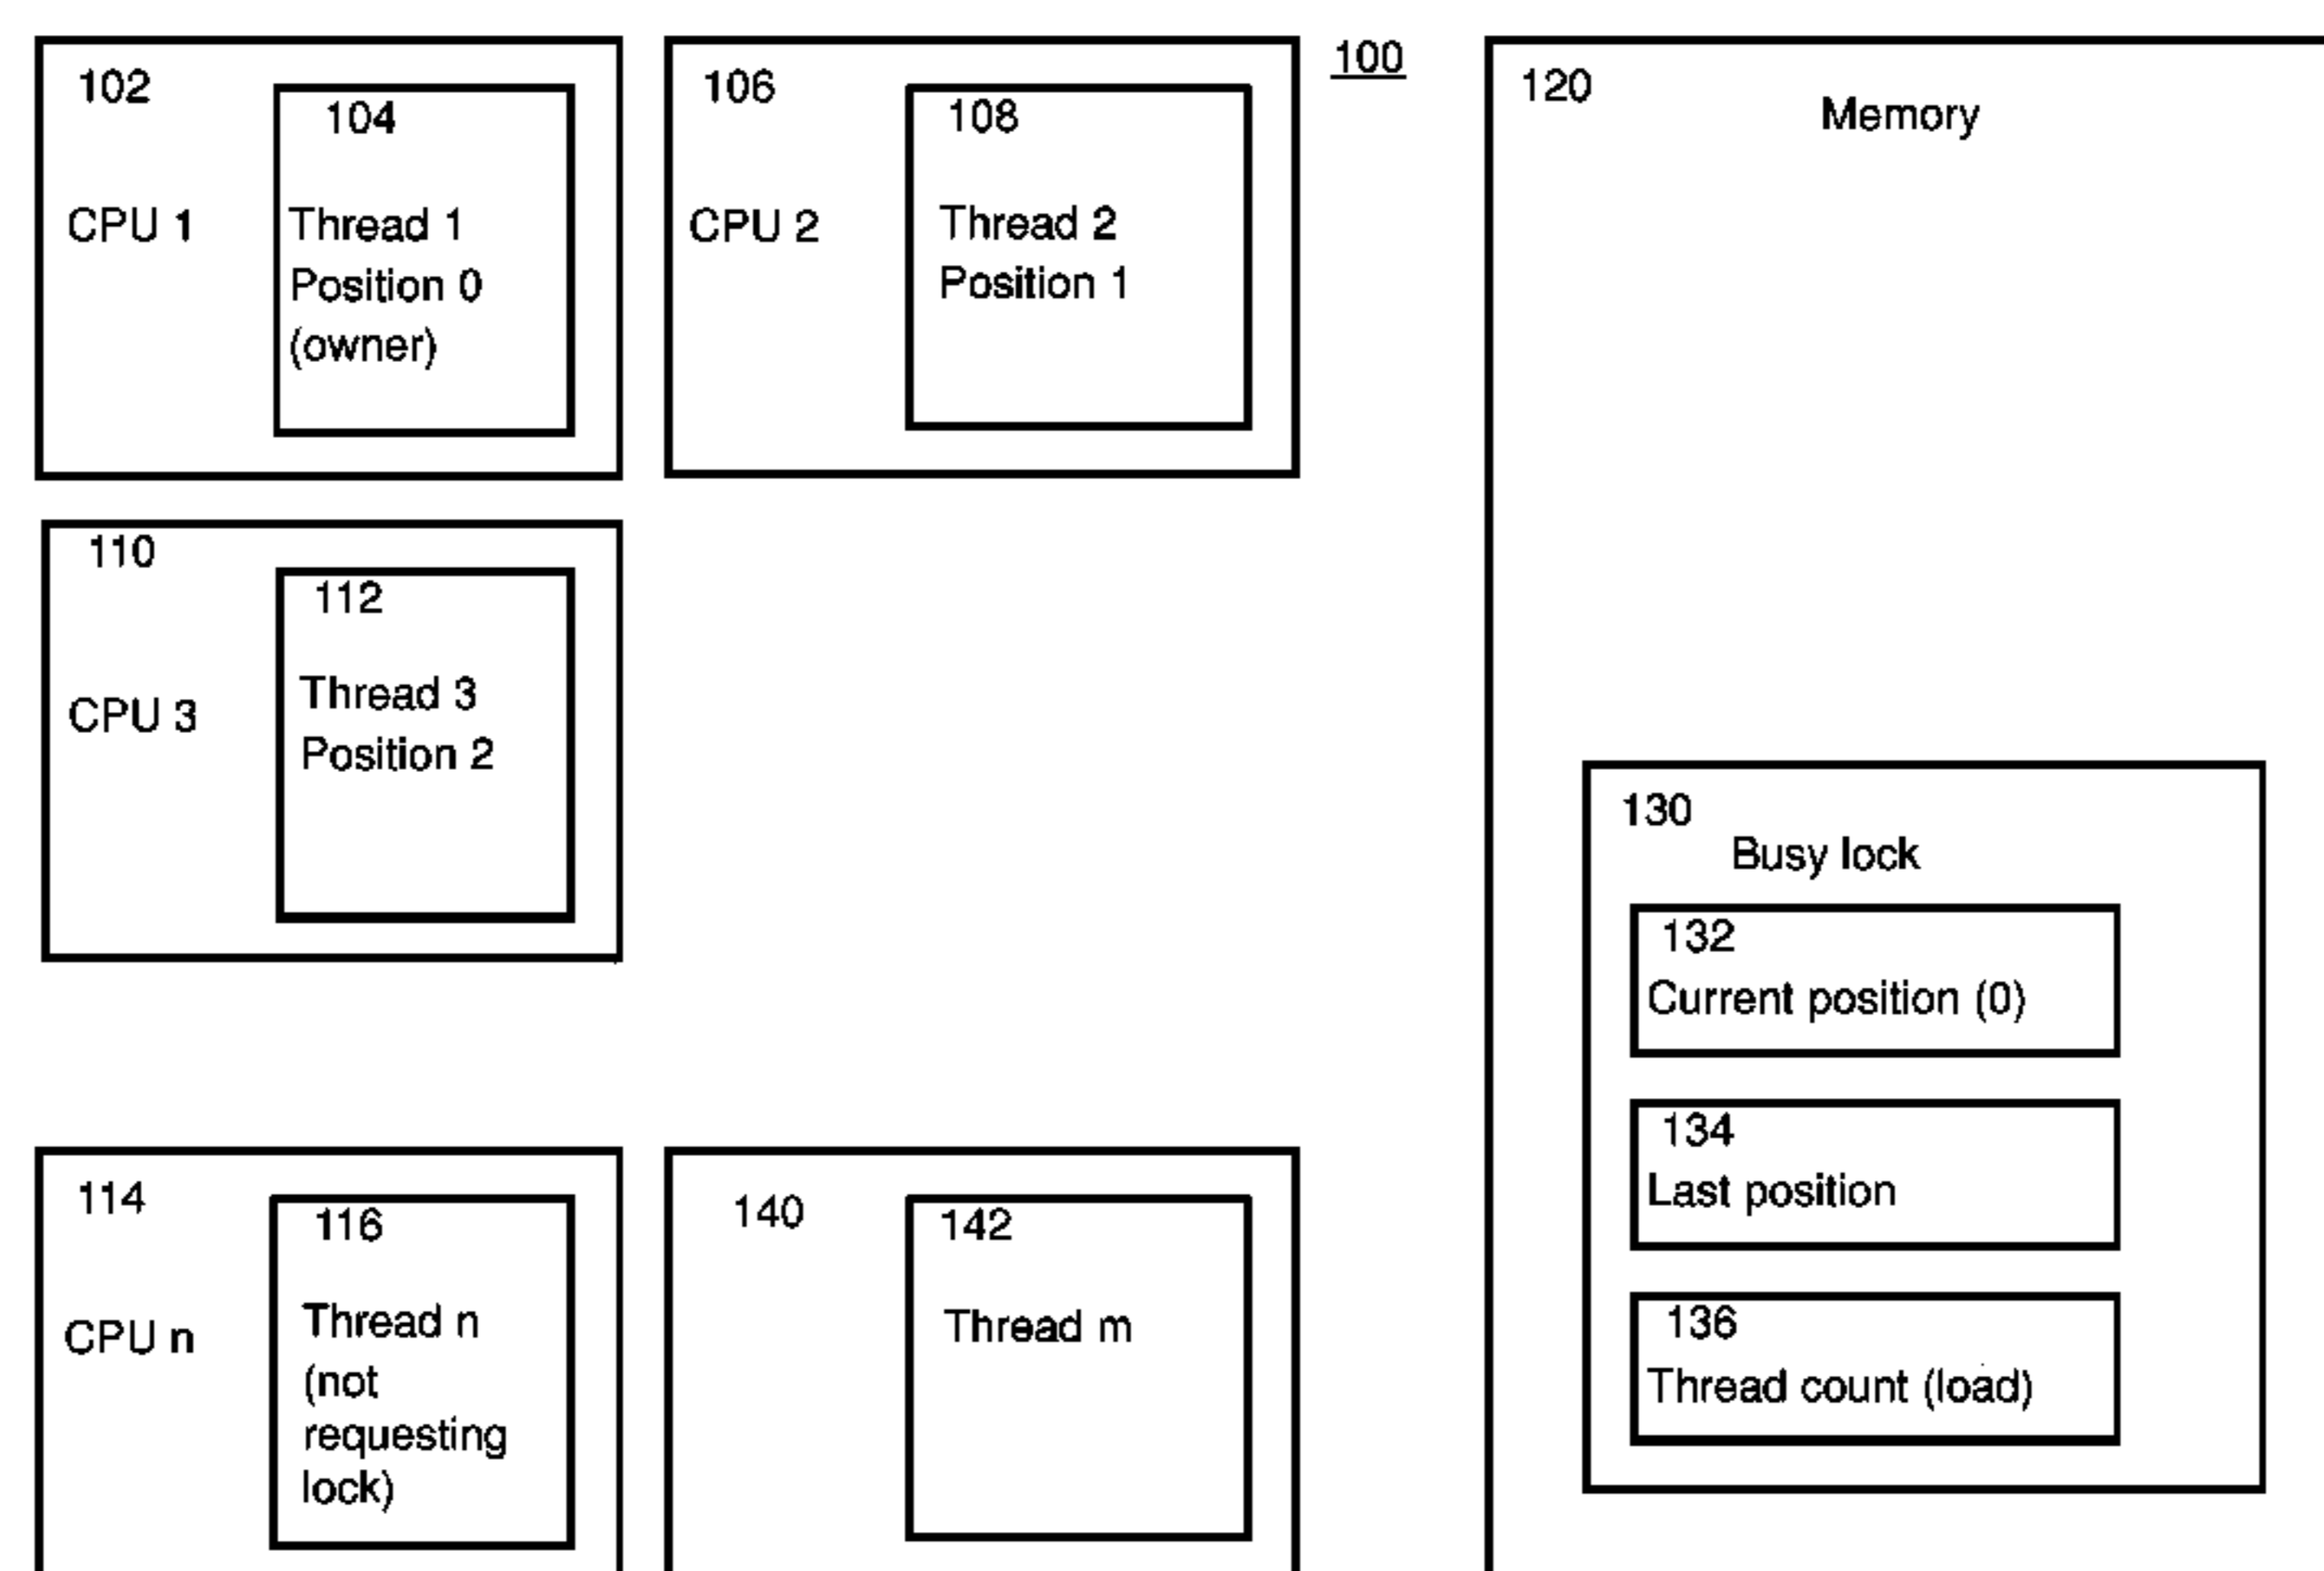 102
104
CPU 1
Thread 1
Position 0
(owner)
106
108
CPU 2
Thread 2
Position 1
100
110
112
CPU 3
Thread 3
Position 2
114
116
CPU n
Thread n
(not
requesting
lock)
140
142
Thread m
120
Memory
130
Busy lock
132
Current position (0)
134
Last position
136
Thread count (load)